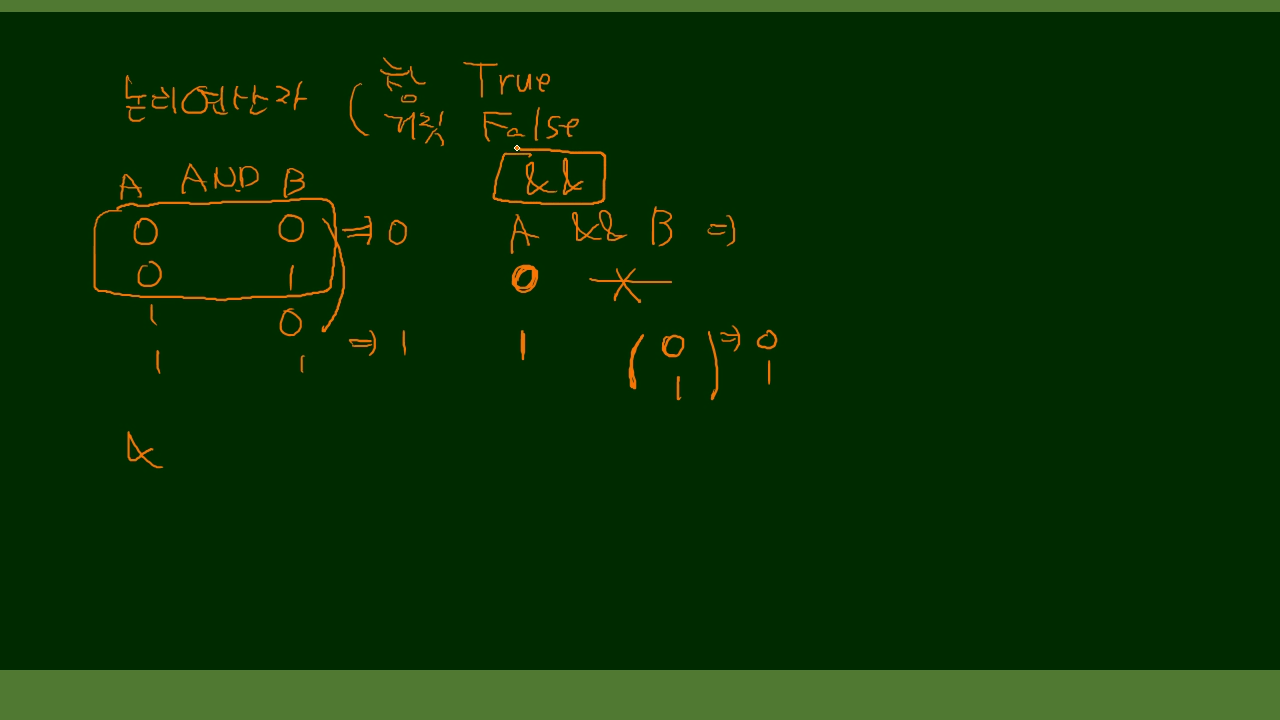 논리연산자 ( 참 True
거짓 False
A AND B &&
0 0 => 0 A && B =>
0 1 0
1 0
1 1 => 1 1 ( 0 ) => 0
1 1
&